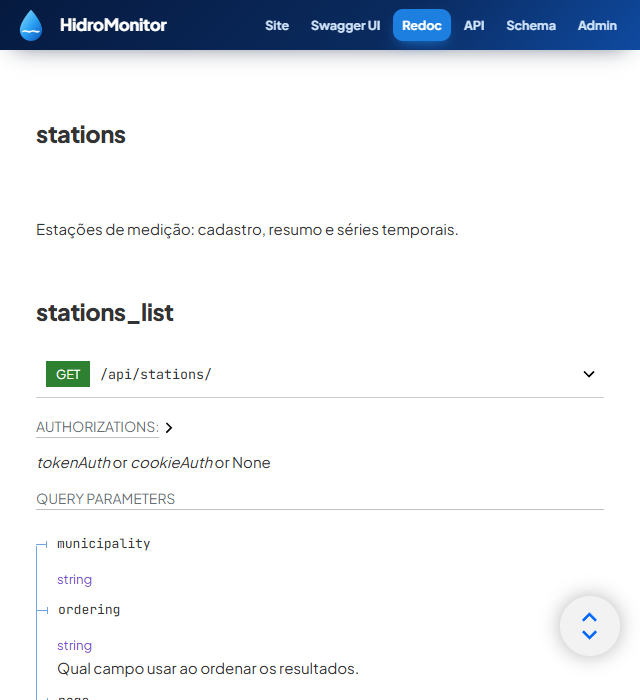 HidroMonitor
Site Swagger UI Redoc API Schema Admin
stations
Estações de medição: cadastro, resumo e séries temporais.
stations_list
GET /api/stations/
AUTHORIZATIONS:
tokenAuth or cookieAuth or None
QUERY PARAMETERS
municipality
string
ordering
string
Qual campo usar ao ordenar os resultados.